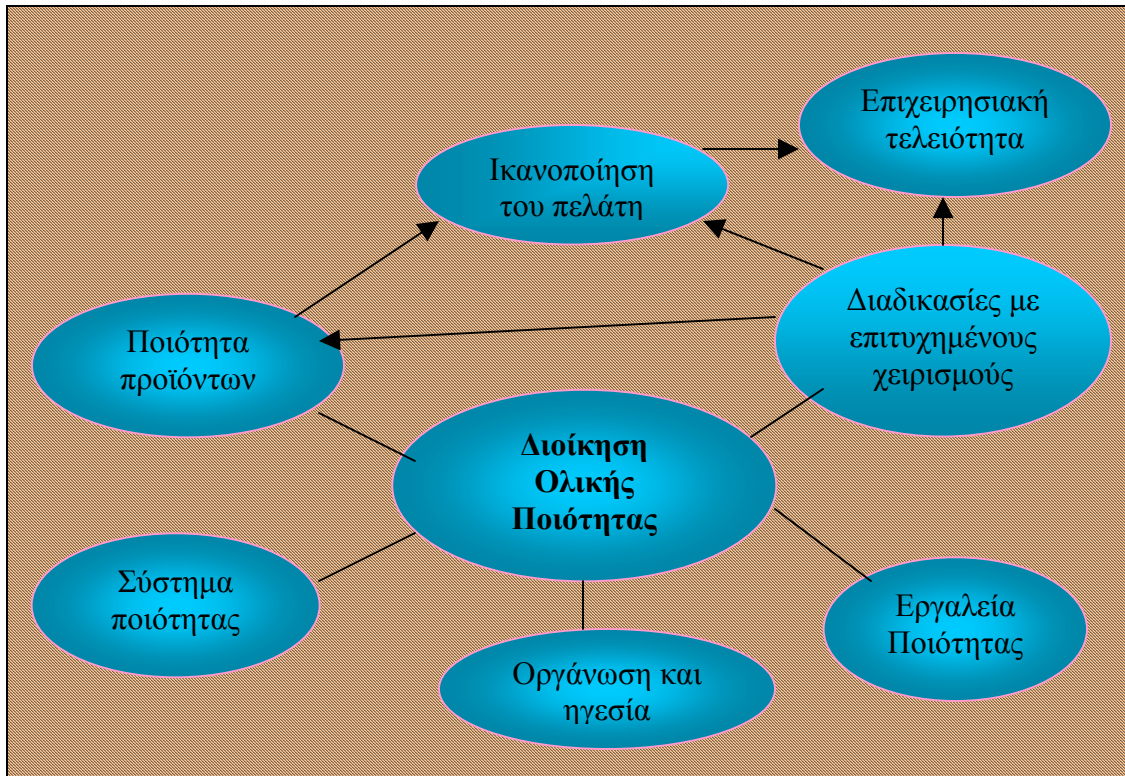 Επιχειρησιακή
τελειότητα
Ικανοποίηση
του πελάτη
Διαδικασίες με
επιτυχημένους
χειρισμούς
Ποιότητα
προϊόντων
Διοίκηση
Ολικής
Ποιότητας
Σύστημα
ποιότητας
Εργαλεία
Ποιότητας
Οργάνωση και
ηγεσία